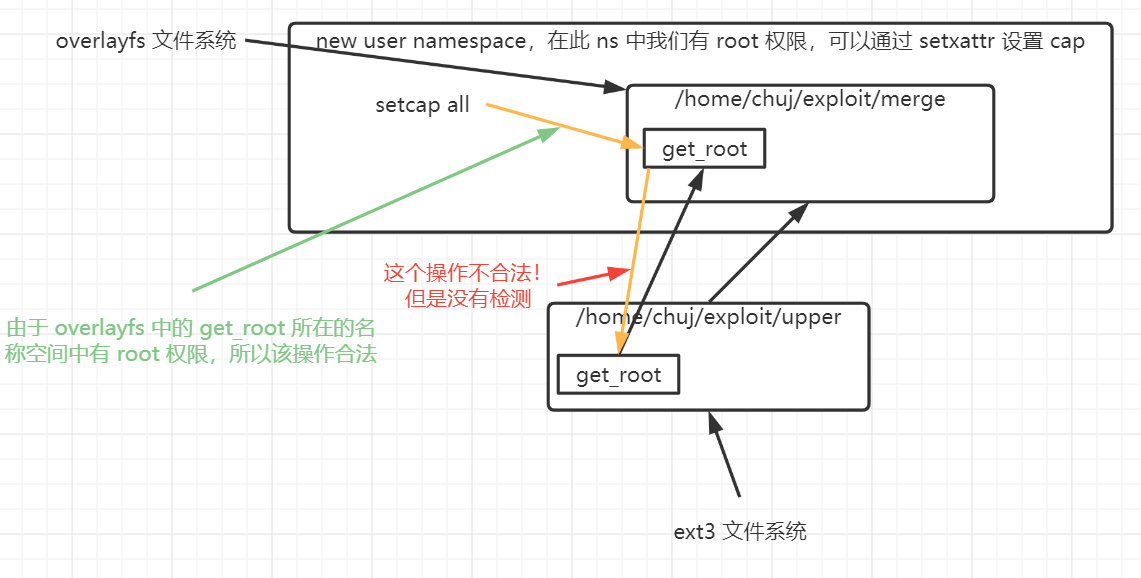 overlayfs 文件系统
new user namespace，在此 ns 中我们有 root 权限，可以通过 setxattr 设置 cap
setcap all
/home/chuj/exploit/merge
get_root
这个操作不合法！
但是没有检测
由于 overlayfs 中的 get_root 所在的名
称空间中有 root 权限，所以该操作合法
/home/chuj/exploit/upper
get_root
ext3 文件系统